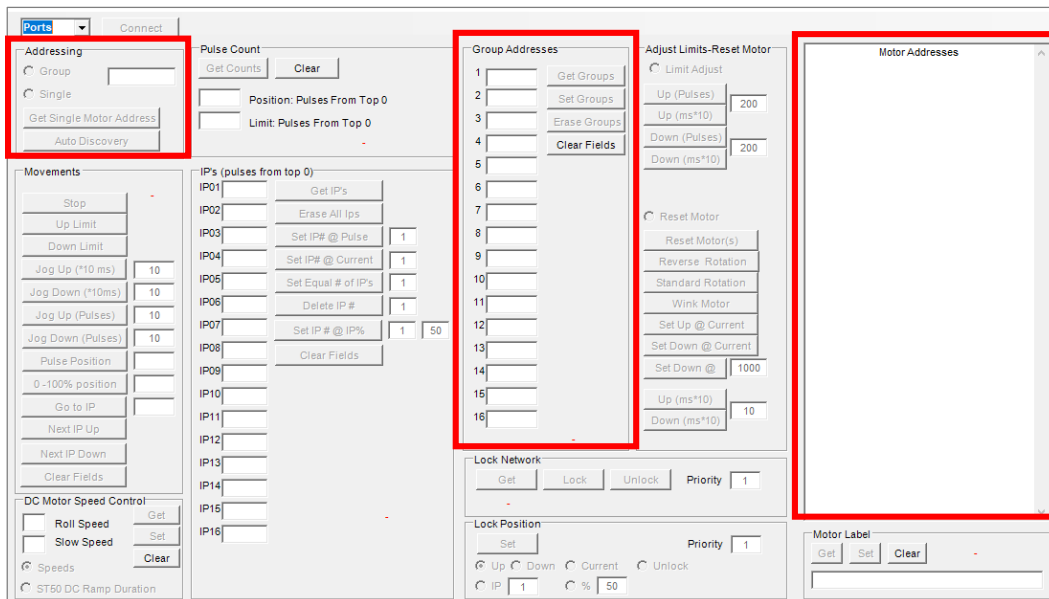 Ports Connect
Addressing
Group
Single
Get Single Motor Address
Auto Discovery
Pulse Count
Get Counts Clear
Position: Pulses From Top 0
Limit: Pulses From Top 0
-
Group Addresses
1 Get Groups
2 Set Groups
3 Erase Groups
4 Clear Fields
5
6
7
8
9
10
11
12
13
14
15
16
-
Adjust Limits-Reset Motor
Limit Adjust
Up (Pulses) 200
Up (ms*10)
Down (Pulses) 200
Down (ms*10)
Reset Motor
Reset Motor(s)
Reverse Rotation
Standard Rotation
Wink Motor
Set Up @ Current
Set Down @ Current
Set Down @ 1000
Up (ms*10) 10
Down (ms*10)
Motor Addresses
Movements
Stop -
Up Limit
Down Limit
Jog Up (*10 ms) 10
Jog Down (*10ms) 10
Jog Up (Pulses) 10
Jog Down (Pulses) 10
Pulse Position
0 -100% position
Go to IP
Next IP Up
Next IP Down
Clear Fields
IP's (pulses from top 0)
IP01 Get IP's
IP02 Erase All Ips
IP03 Set IP# @ Pulse 1
IP04 Set IP# @ Current 1
IP05 Set Equal # of IP's 1
IP06 Delete IP # 1
IP07 Set IP # @ IP% 1 50
IP08 Clear Fields
IP09
IP10
IP11
IP12
IP13
IP14
IP15 -
IP16
DC Motor Speed Control
Roll Speed Get
Slow Speed Set
Clear
Speeds
ST50 DC Ramp Duration
Lock Network
Get Lock Unlock Priority 1
-
Lock Position
Set Priority 1
Up Down Current Unlock
IP 1 % 50
Motor Label
Get Set Clear -